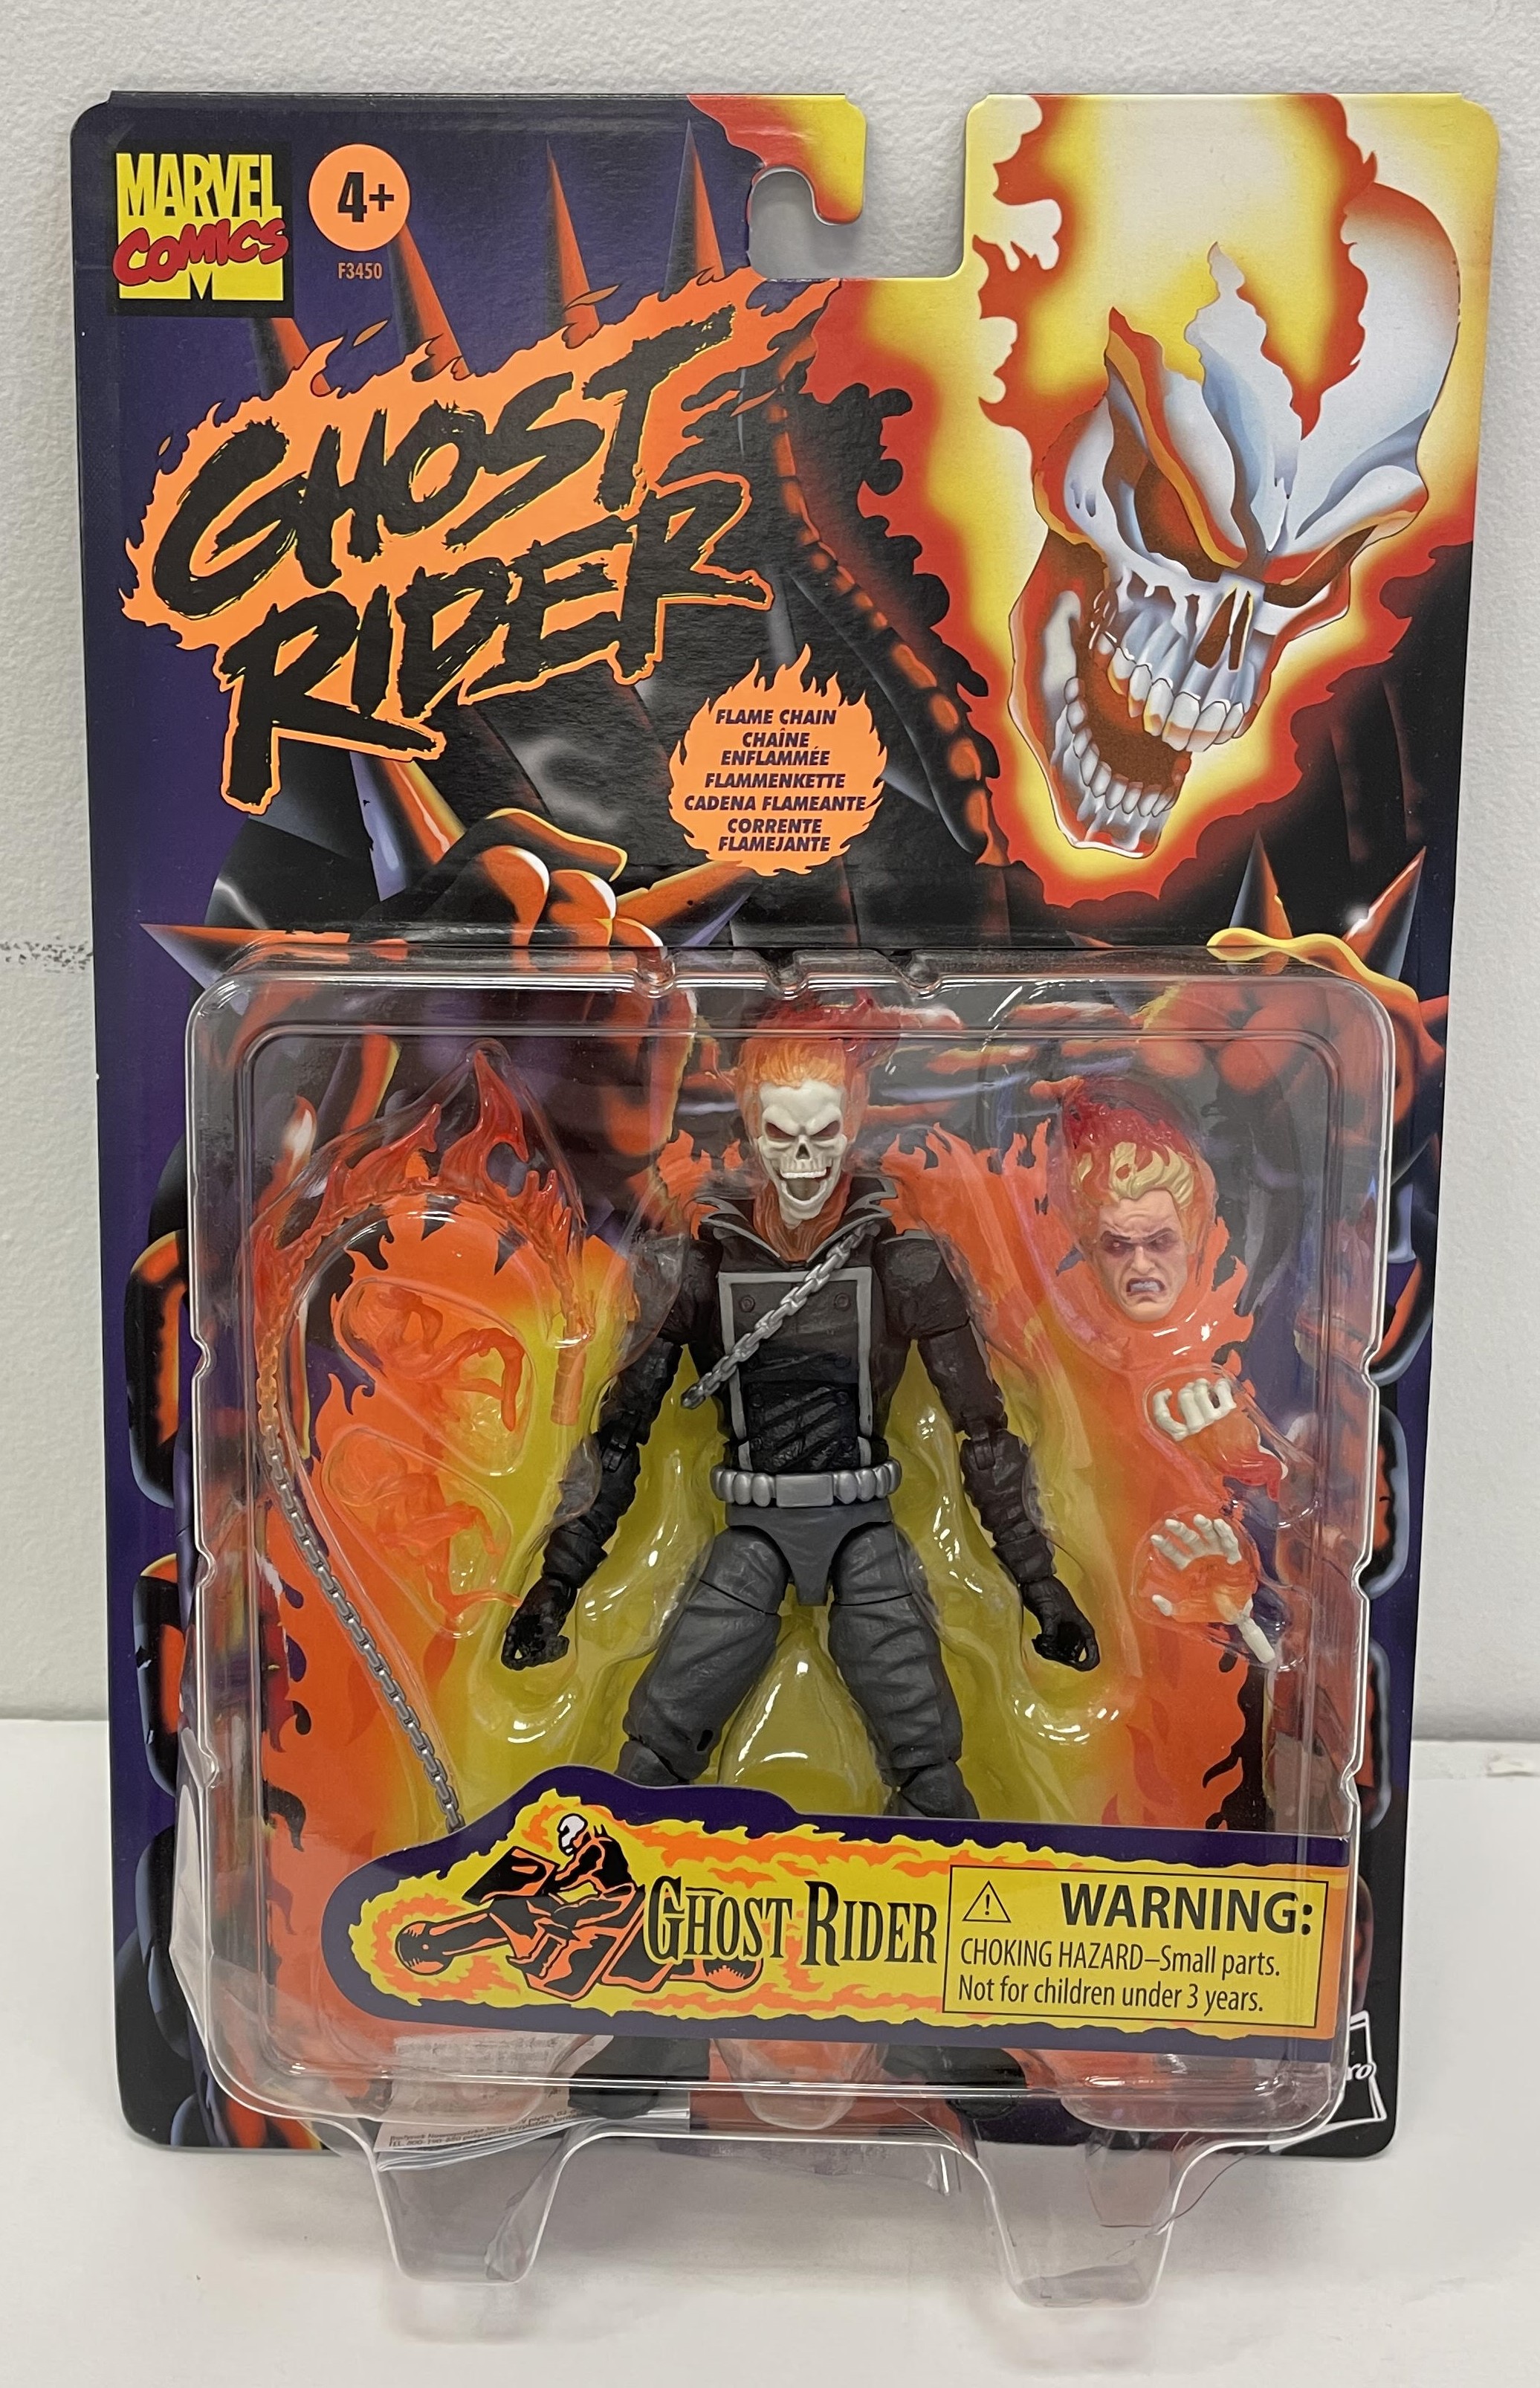 MARVEL
COMICS
M
4+
F3450
GHOST
RIDER
FLAME CHAIN
CHAÎNE
ENFLAMMÉE
FLAMMENKETTE
CADENA FLAMEANTE
CORRENTE
FLAMEJANTE
GHOST RIDER
WARNING:
CHOKING HAZARD–Small parts.
Not for children under 3 years.